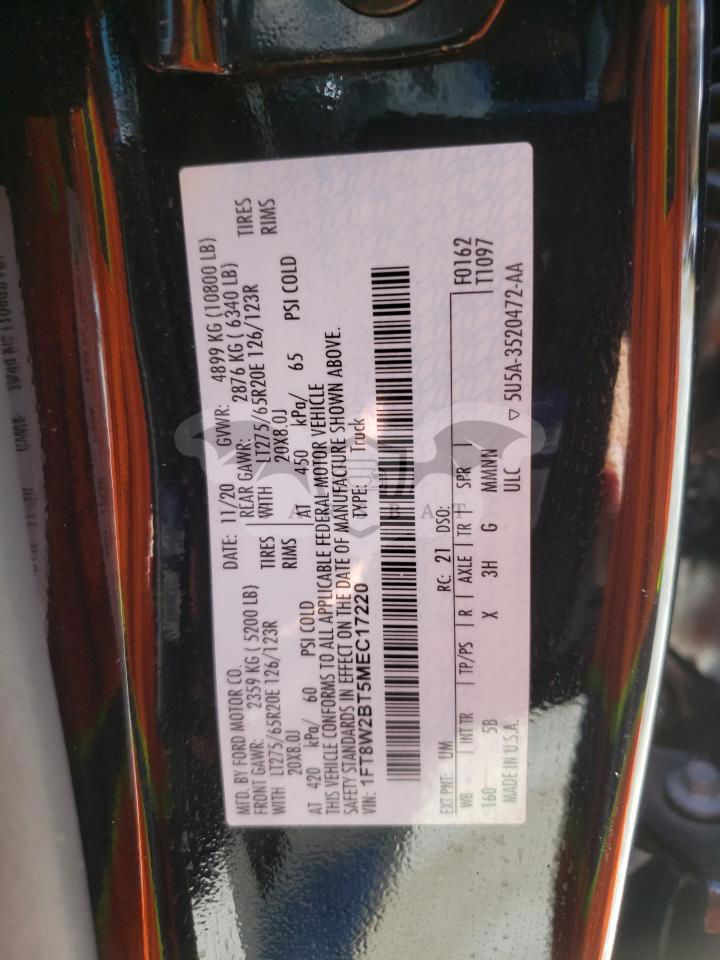 MFD. BY FORD MOTOR CO.
DATE: 11/20 GVWR: 4899 KG (10800 LB)
FRONT GAWR: 2359 KG ( 5200 LB) REAR GAWR: 2876 KG ( 6340 LB)
WITH LT275/65R20E 126/123R TIRES WITH LT275/65R20E 126/123R TIRES
20X8.0J RIMS 20X8.0J RIMS
AT 420 kPa/ 60 PSI COLD AT 450 kPa/ 65 PSI COLD
THIS VEHICLE CONFORMS TO ALL APPLICABLE FEDERAL MOTOR VEHICLE
SAFETY STANDARDS IN EFFECT ON THE DATE OF MANUFACTURE SHOWN ABOVE.
VIN: 1FT8W2BT5MEC17220 TYPE: Truck
EXT PNT: UM RC: 21 DSO: F0162
WB INT TR TP/PS R AXLE TR SPR T1097
160 5B X 3H G MMNN
MADE IN U.S.A. ULC ▽ 5U5A-3520472-AA